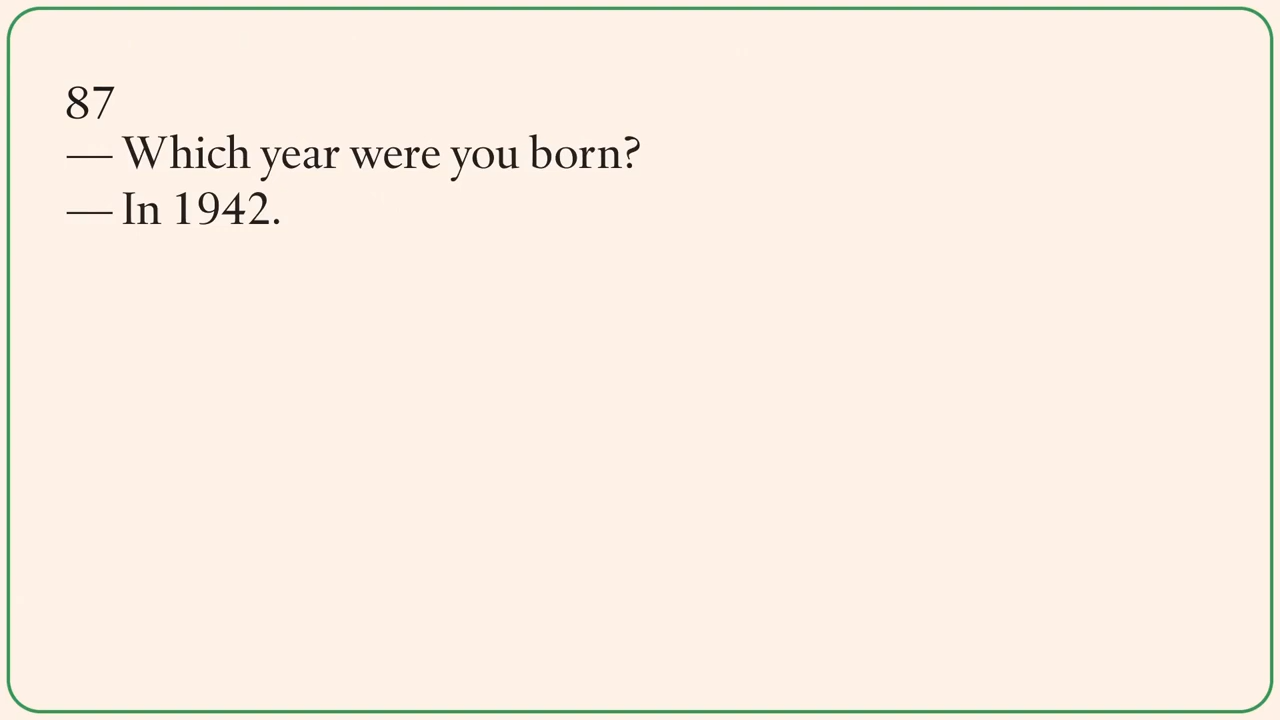 87
— Which year were you born?
— In 1942.